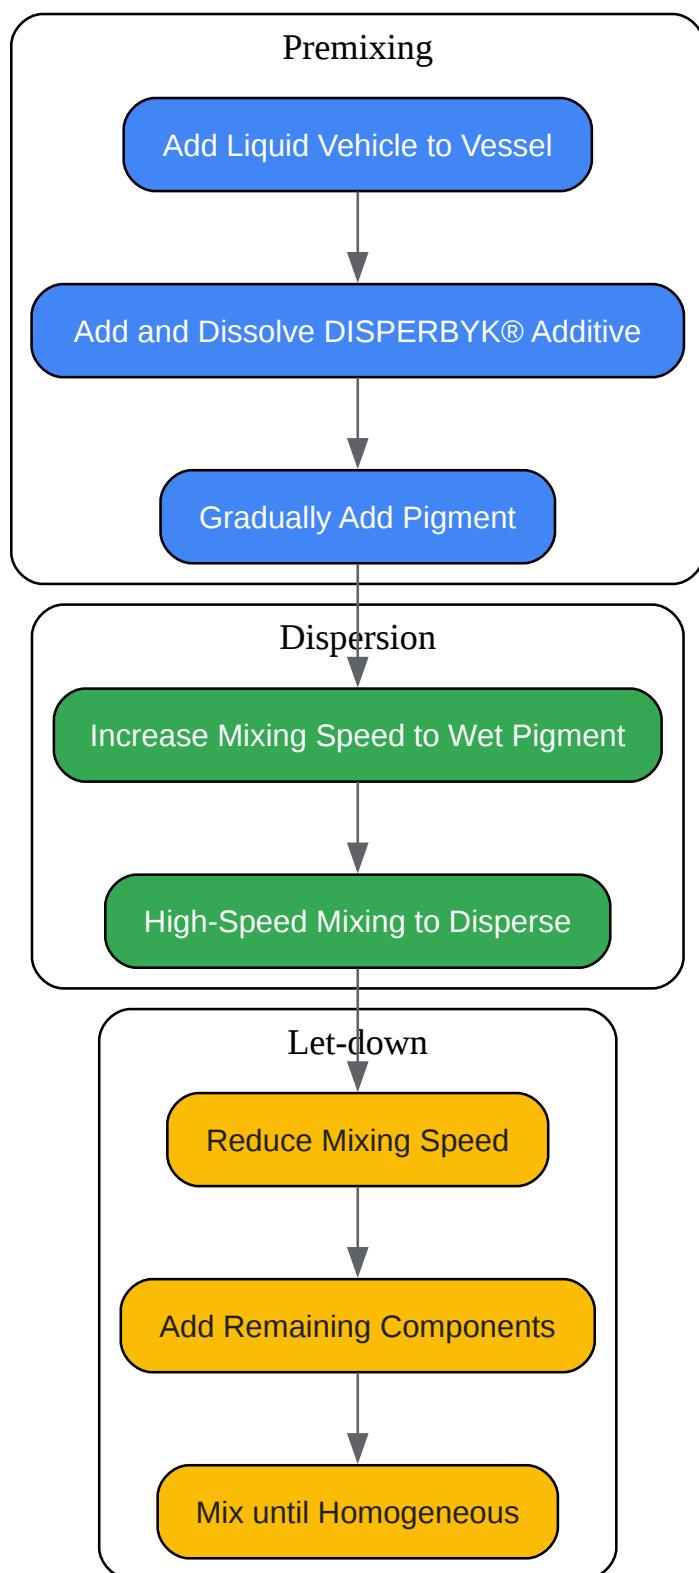 Premixing
Add Liquid Vehicle to Vessel
Add and Dissolve DISPERBYK® Additive
Gradually Add Pigment
Dispersion
Increase Mixing Speed to Wet Pigment
High-Speed Mixing to Disperse
Let-down
Reduce Mixing Speed
Add Remaining Components
Mix until Homogeneous